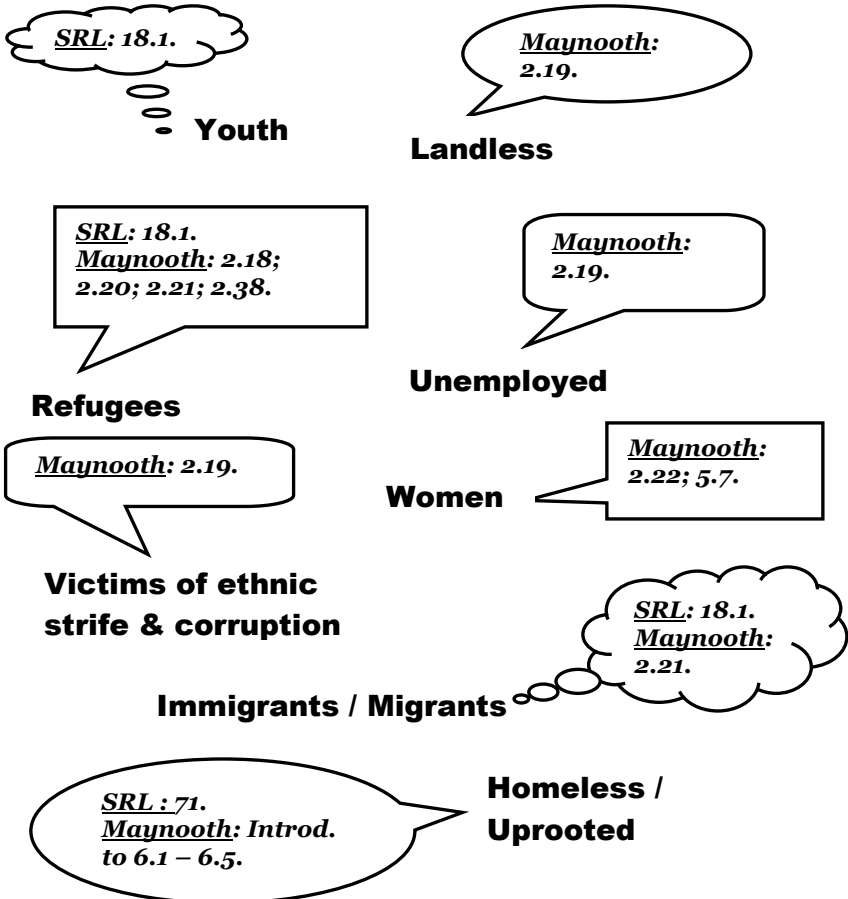 SRL: 18.1.
Youth
Maynooth:
2.19.
Landless
SRL: 18.1.
Maynooth: 2.18;
2.20; 2.21; 2.38.
Refugees
Maynooth:
2.19.
Unemployed
Maynooth: 2.19.
Victims of ethnic
strife & corruption
Women
Maynooth:
2.22; 5.7.
SRL: 18.1.
Maynooth:
2.21.
Immigrants / Migrants
SRL : 71.
Maynooth: Introd.
to 6.1 – 6.5.
Homeless /
Uprooted